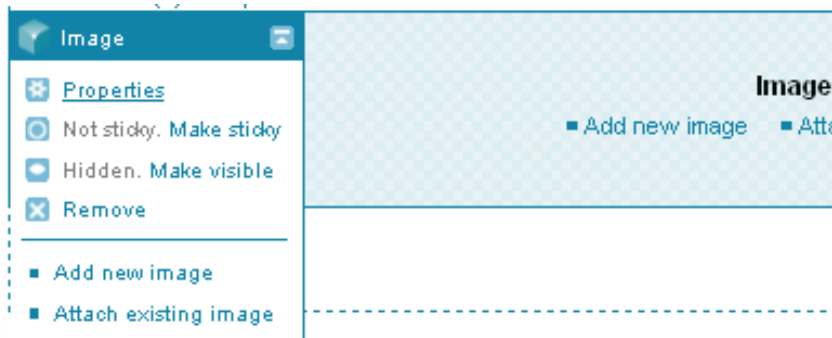 Image
Properties
Not sticky. Make sticky
Hidden. Make visible
Remove
Add new image
Attach existing image
Image
Add new image